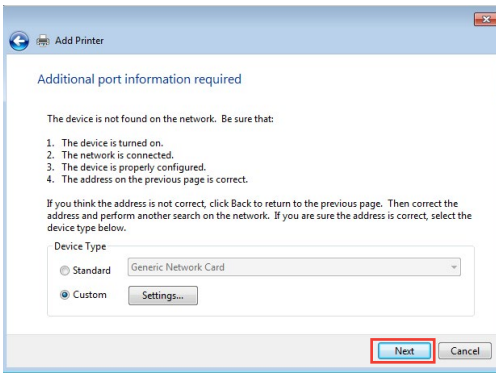 Add Printer
Additional port information required
The device is not found on the network. Be sure that:
1. The device is turned on.
2. The network is connected.
3. The device is properly configured.
4. The address on the previous page is correct.
If you think the address is not correct, click Back to return to the previous page. Then correct the
address and perform another search on the network. If you are sure the address is correct, select the
device type below.
Device Type
Standard Generic Network Card
Custom Settings...
Next Cancel